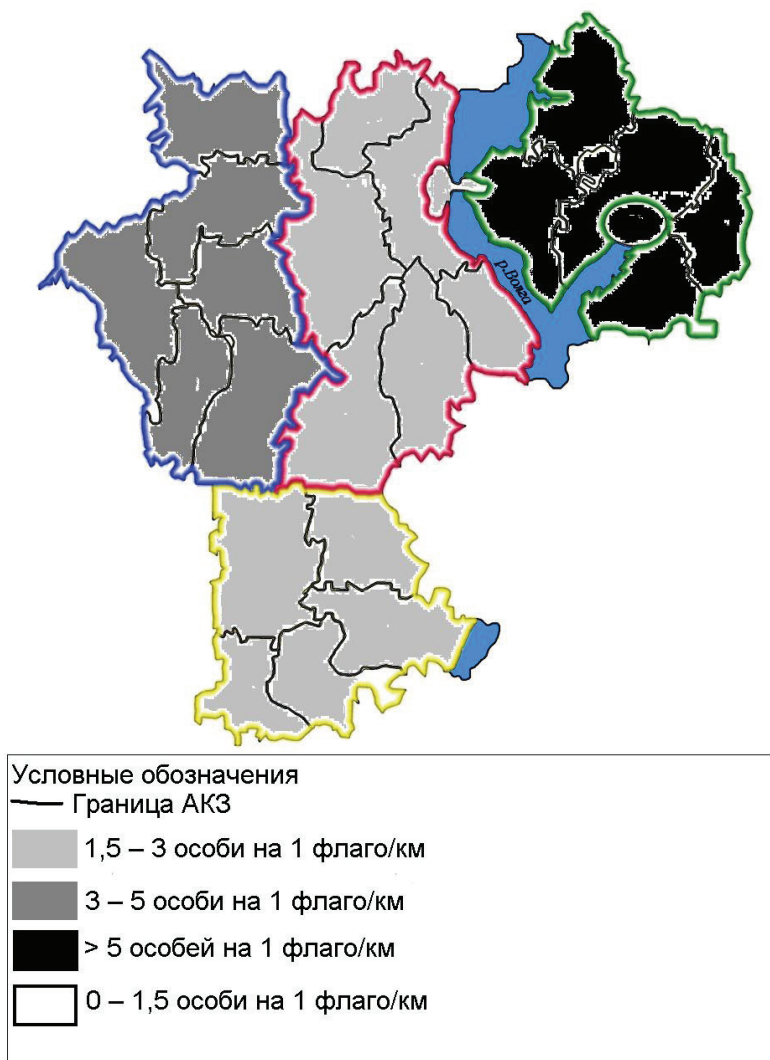 р.Волга
Условные обозначения
Граница АКЗ
1,5 – 3 особи на 1 флаго/км
3 – 5 особи на 1 флаго/км
> 5 особей на 1 флаго/км
0 – 1,5 особи на 1 флаго/км